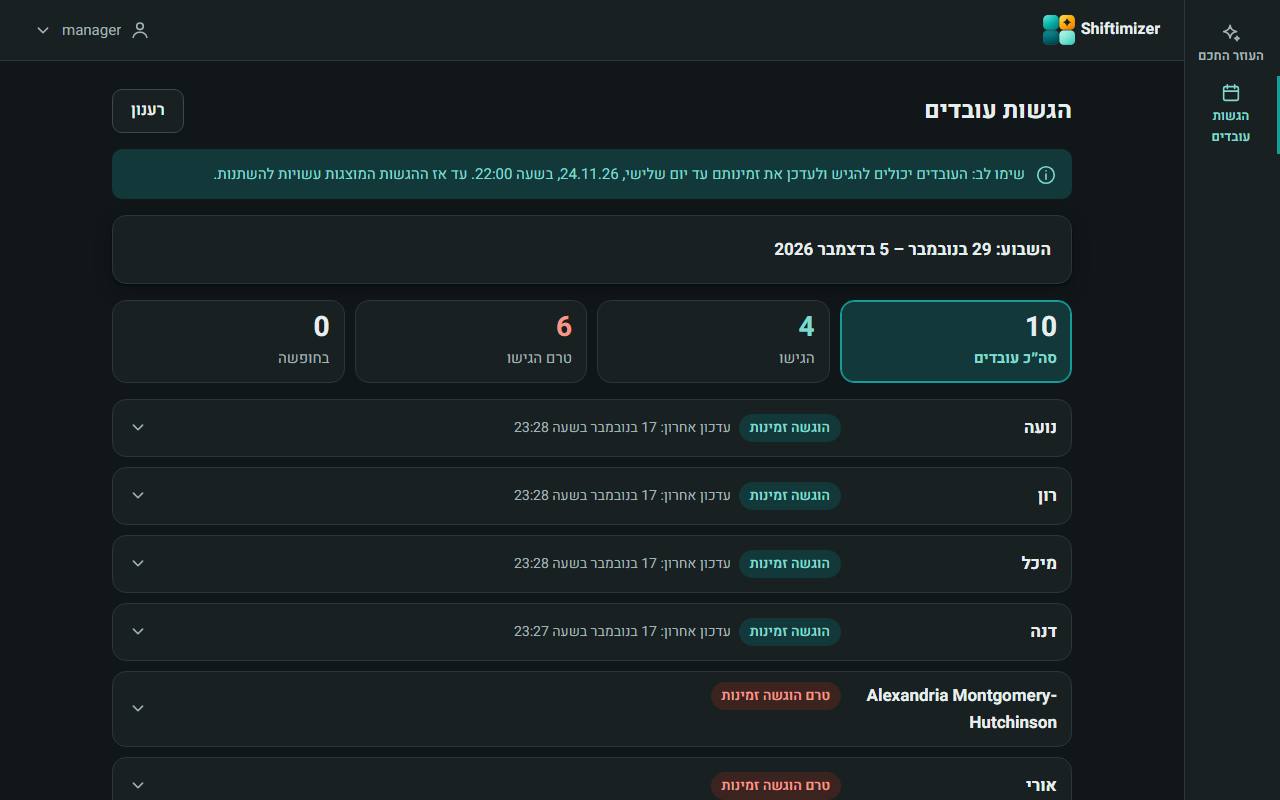 Shiftimizer
manager
העוזר החכם
הגשות
עובדים
הגשות עובדים
רענון
שימו לב: העובדים יכולים להגיש ולעדכן את זמינותם עד יום שלישי, 24.11.26, בשעה 22:00. עד אז ההגשות המוצגות עשויות להשתנות.
השבוע: 29 בנובמבר – 5 בדצמבר 2026
10
סה״כ עובדים
4
הגישו
6
טרם הגישו
0
בחופשה
נועה
הוגשה זמינות
עדכון אחרון: 17 בנובמבר בשעה 23:28
רון
הוגשה זמינות
עדכון אחרון: 17 בנובמבר בשעה 23:28
מיכל
הוגשה זמינות
עדכון אחרון: 17 בנובמבר בשעה 23:28
דנה
הוגשה זמינות
עדכון אחרון: 17 בנובמבר בשעה 23:27
Alexandria Montgomery-
Hutchinson
טרם הוגשה זמינות
אורי
טרם הוגשה זמינות